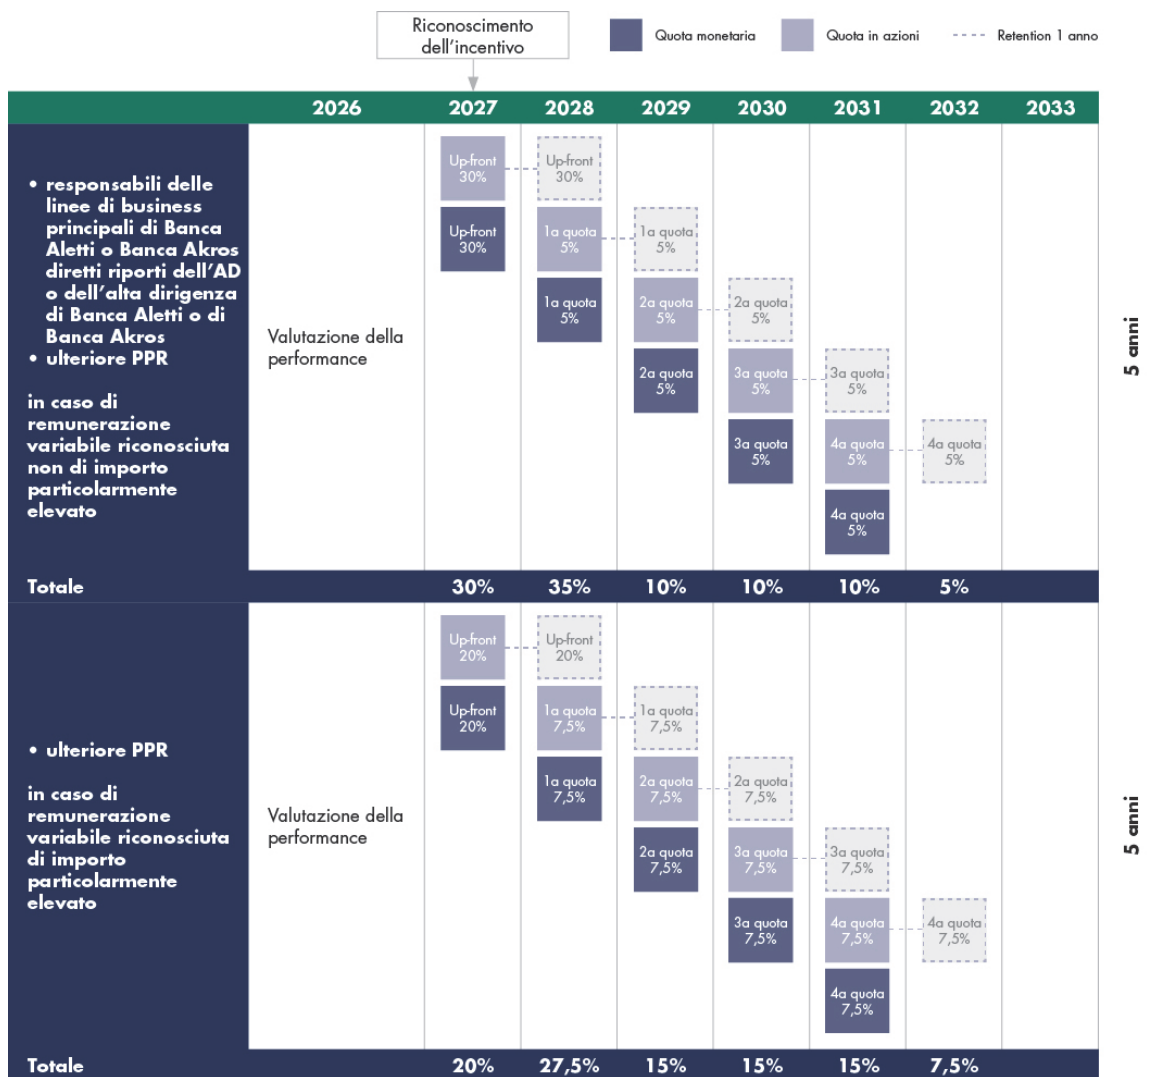 Riconoscimento
dell'incentivo
Quota monetaria
Quota in azioni
Retention 1 anno
2026 2027 2028 2029 2030 2031 2032 2033
• responsabili delle
linee di business
principali di Banca
Aletti o Banca Akros
diretti riporti dell'AD
o dell'alta dirigenza
di Banca Aletti o di
Banca Akros
• ulteriore PPR
in caso di
remunerazione
variabile riconosciuta
non di importo
particolarmente
elevato
Valutazione della
performance
Up-front
30%
Up-front
30%
Up-front
30%
1a quota
5%
1a quota
5%
1a quota
5%
2a quota
5%
2a quota
5%
2a quota
5%
3a quota
5%
3a quota
5%
3a quota
5%
4a quota
5%
4a quota
5%
4a quota
5%
5 anni
Totale 30% 35% 10% 10% 10% 5%
• ulteriore PPR
in caso di
remunerazione
variabile riconosciuta
di importo
particolarmente
elevato
Valutazione della
performance
Up-front
20%
Up-front
20%
Up-front
20%
1a quota
7,5%
1a quota
7,5%
1a quota
7,5%
2a quota
7,5%
2a quota
7,5%
2a quota
7,5%
3a quota
7,5%
3a quota
7,5%
3a quota
7,5%
4a quota
7,5%
4a quota
7,5%
4a quota
7,5%
5 anni
Totale 20% 27,5% 15% 15% 15% 7,5%